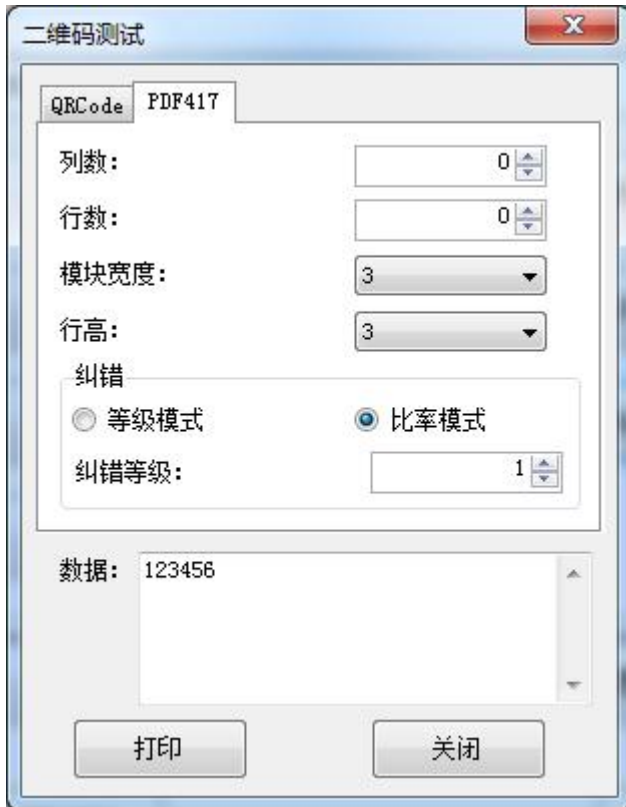 二维码测试
QRCode PDF417
列数: 0
行数: 0
模块宽度: 3
行高: 3
纠错
等级模式 比率模式
纠错等级: 1
数据: 123456
打印 关闭